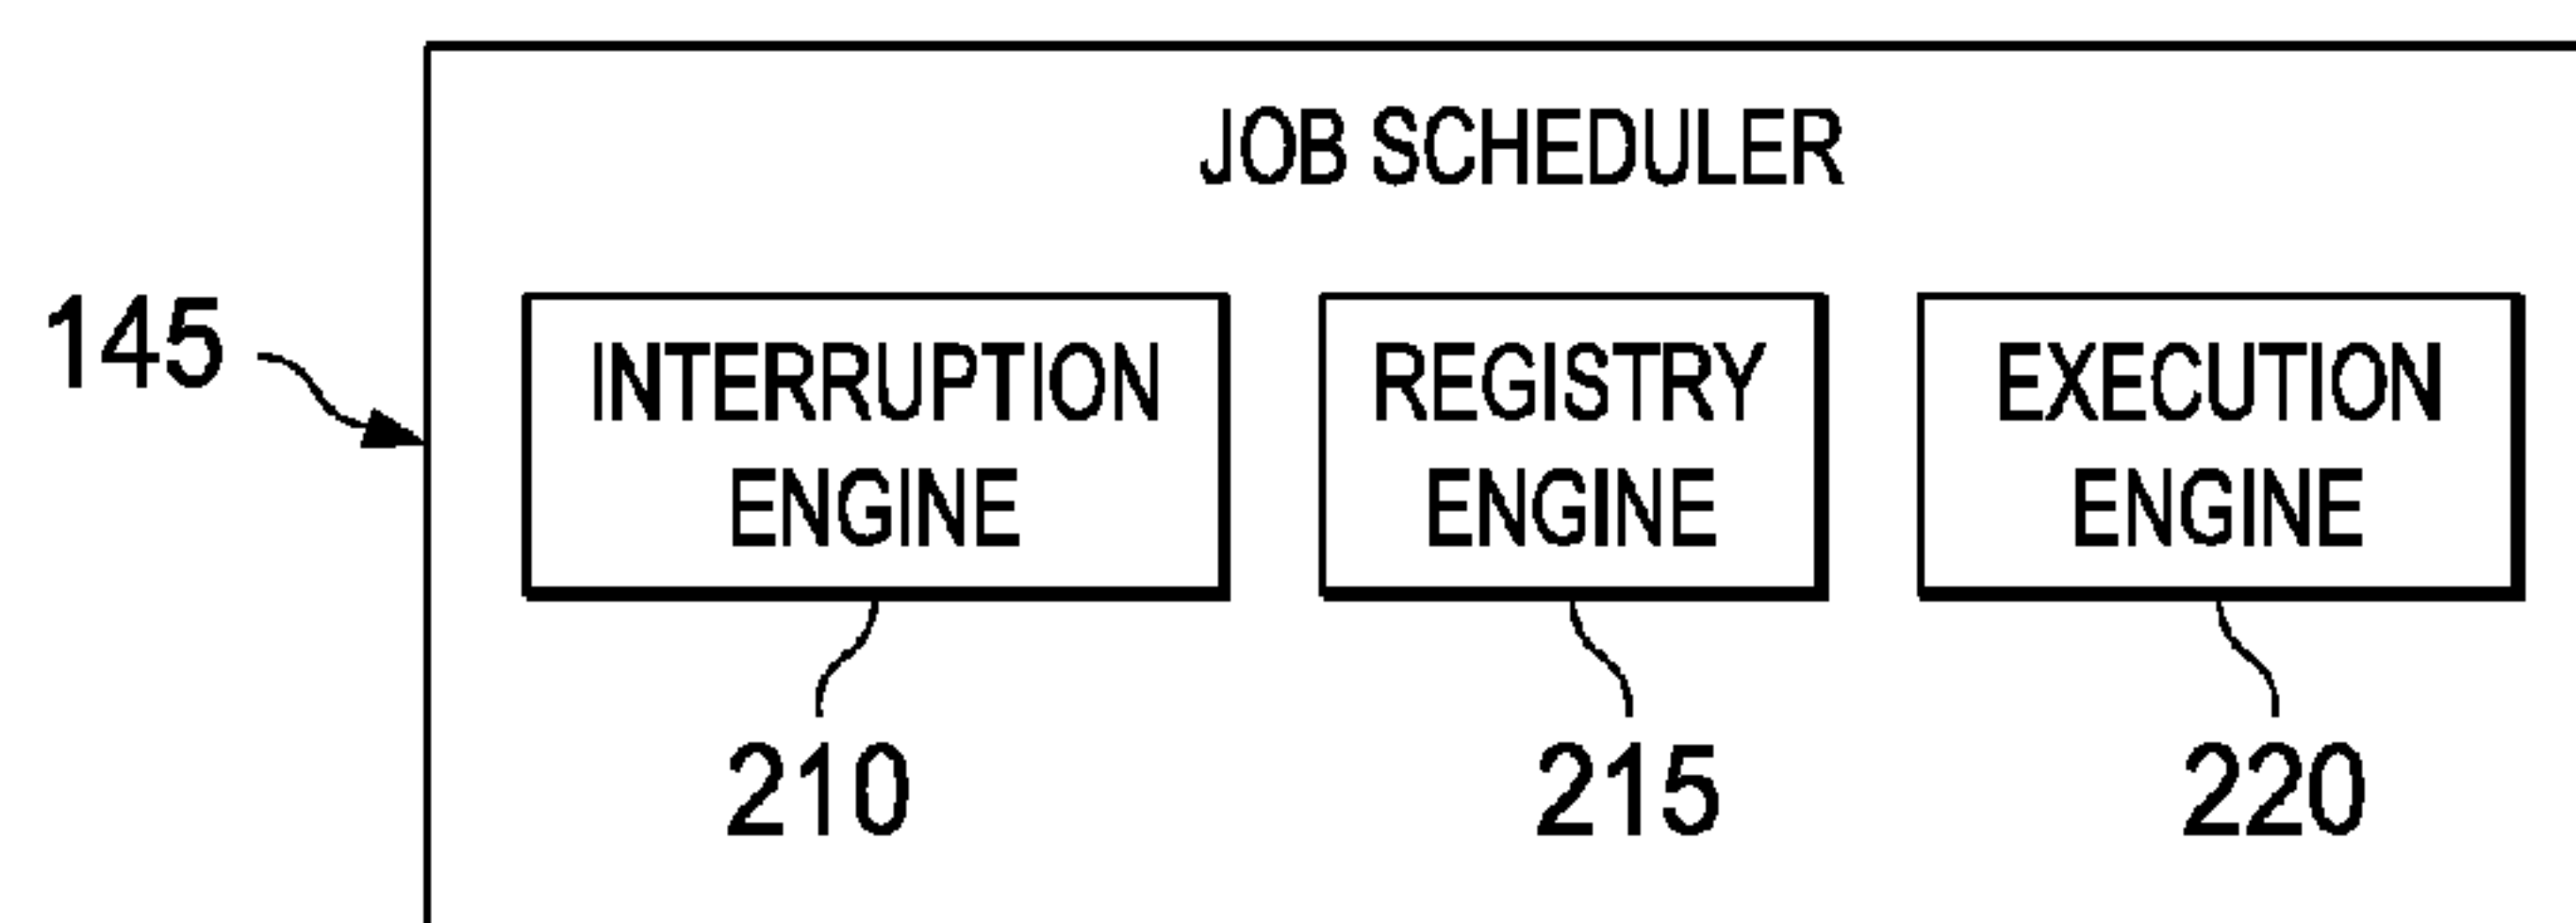 JOB SCHEDULER
145
INTERRUPTION
ENGINE
REGISTRY
ENGINE
EXECUTION
ENGINE
210
215
220